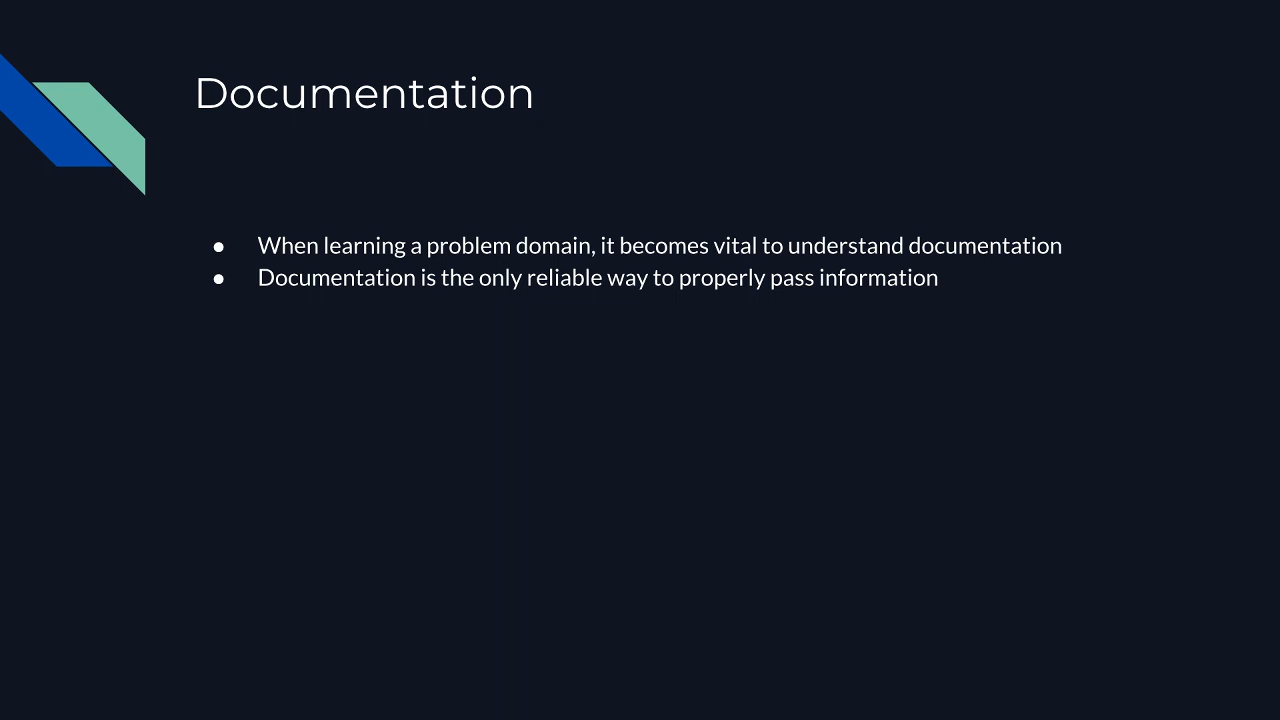 Documentation
● When learning a problem domain, it becomes vital to understand documentation
● Documentation is the only reliable way to properly pass information